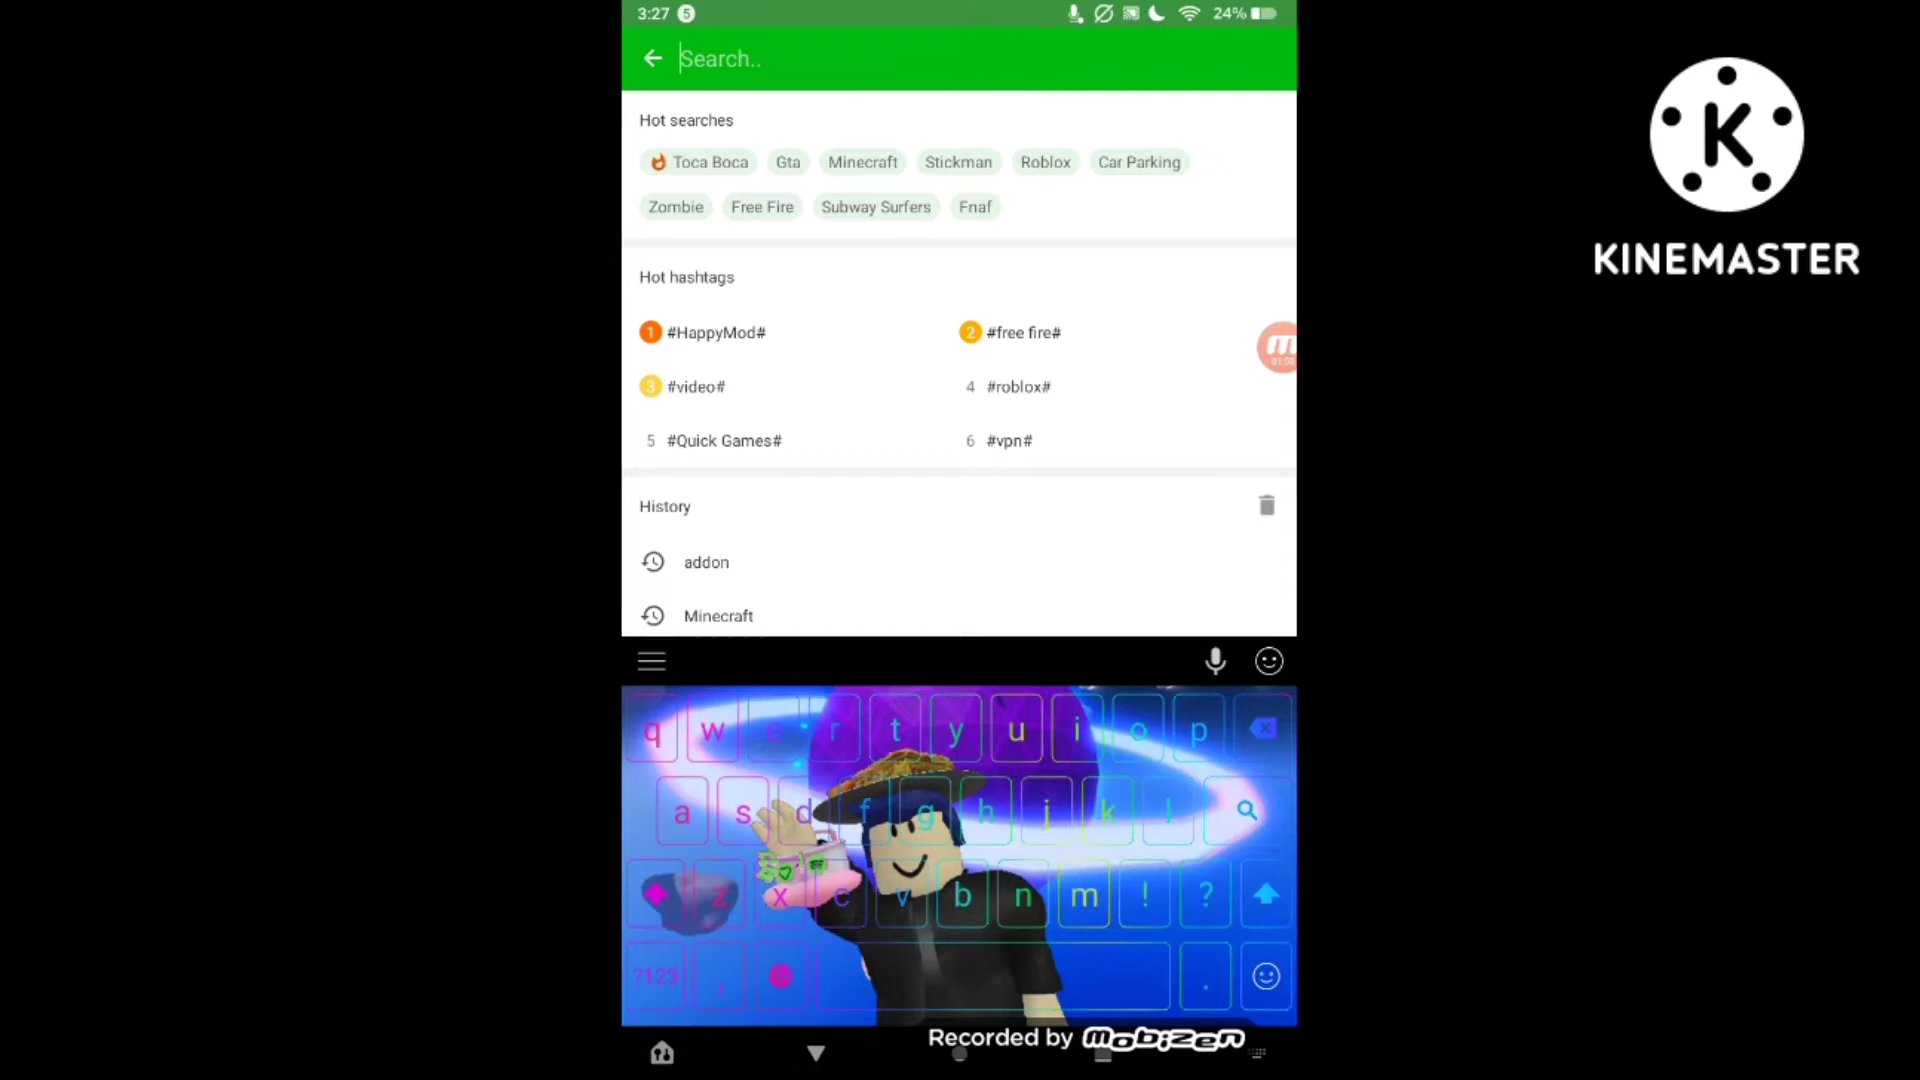 3:27 5 24%
Search..
Hot searches
Toca Boca Gta Minecraft Stickman Roblox Car Parking
Zombie Free Fire Subway Surfers Fnaf
Hot hashtags
1 #HappyMod# 2 #free fire#
3 #video# 4 #roblox#
5 #Quick Games# 6 #vpn#
History
addon
Minecraft
q w e r t y u i o p
a s d f g h j k l
z x c v b n m ! ?
?123 , .
Recorded by mobizen
K
KINEMASTER
m